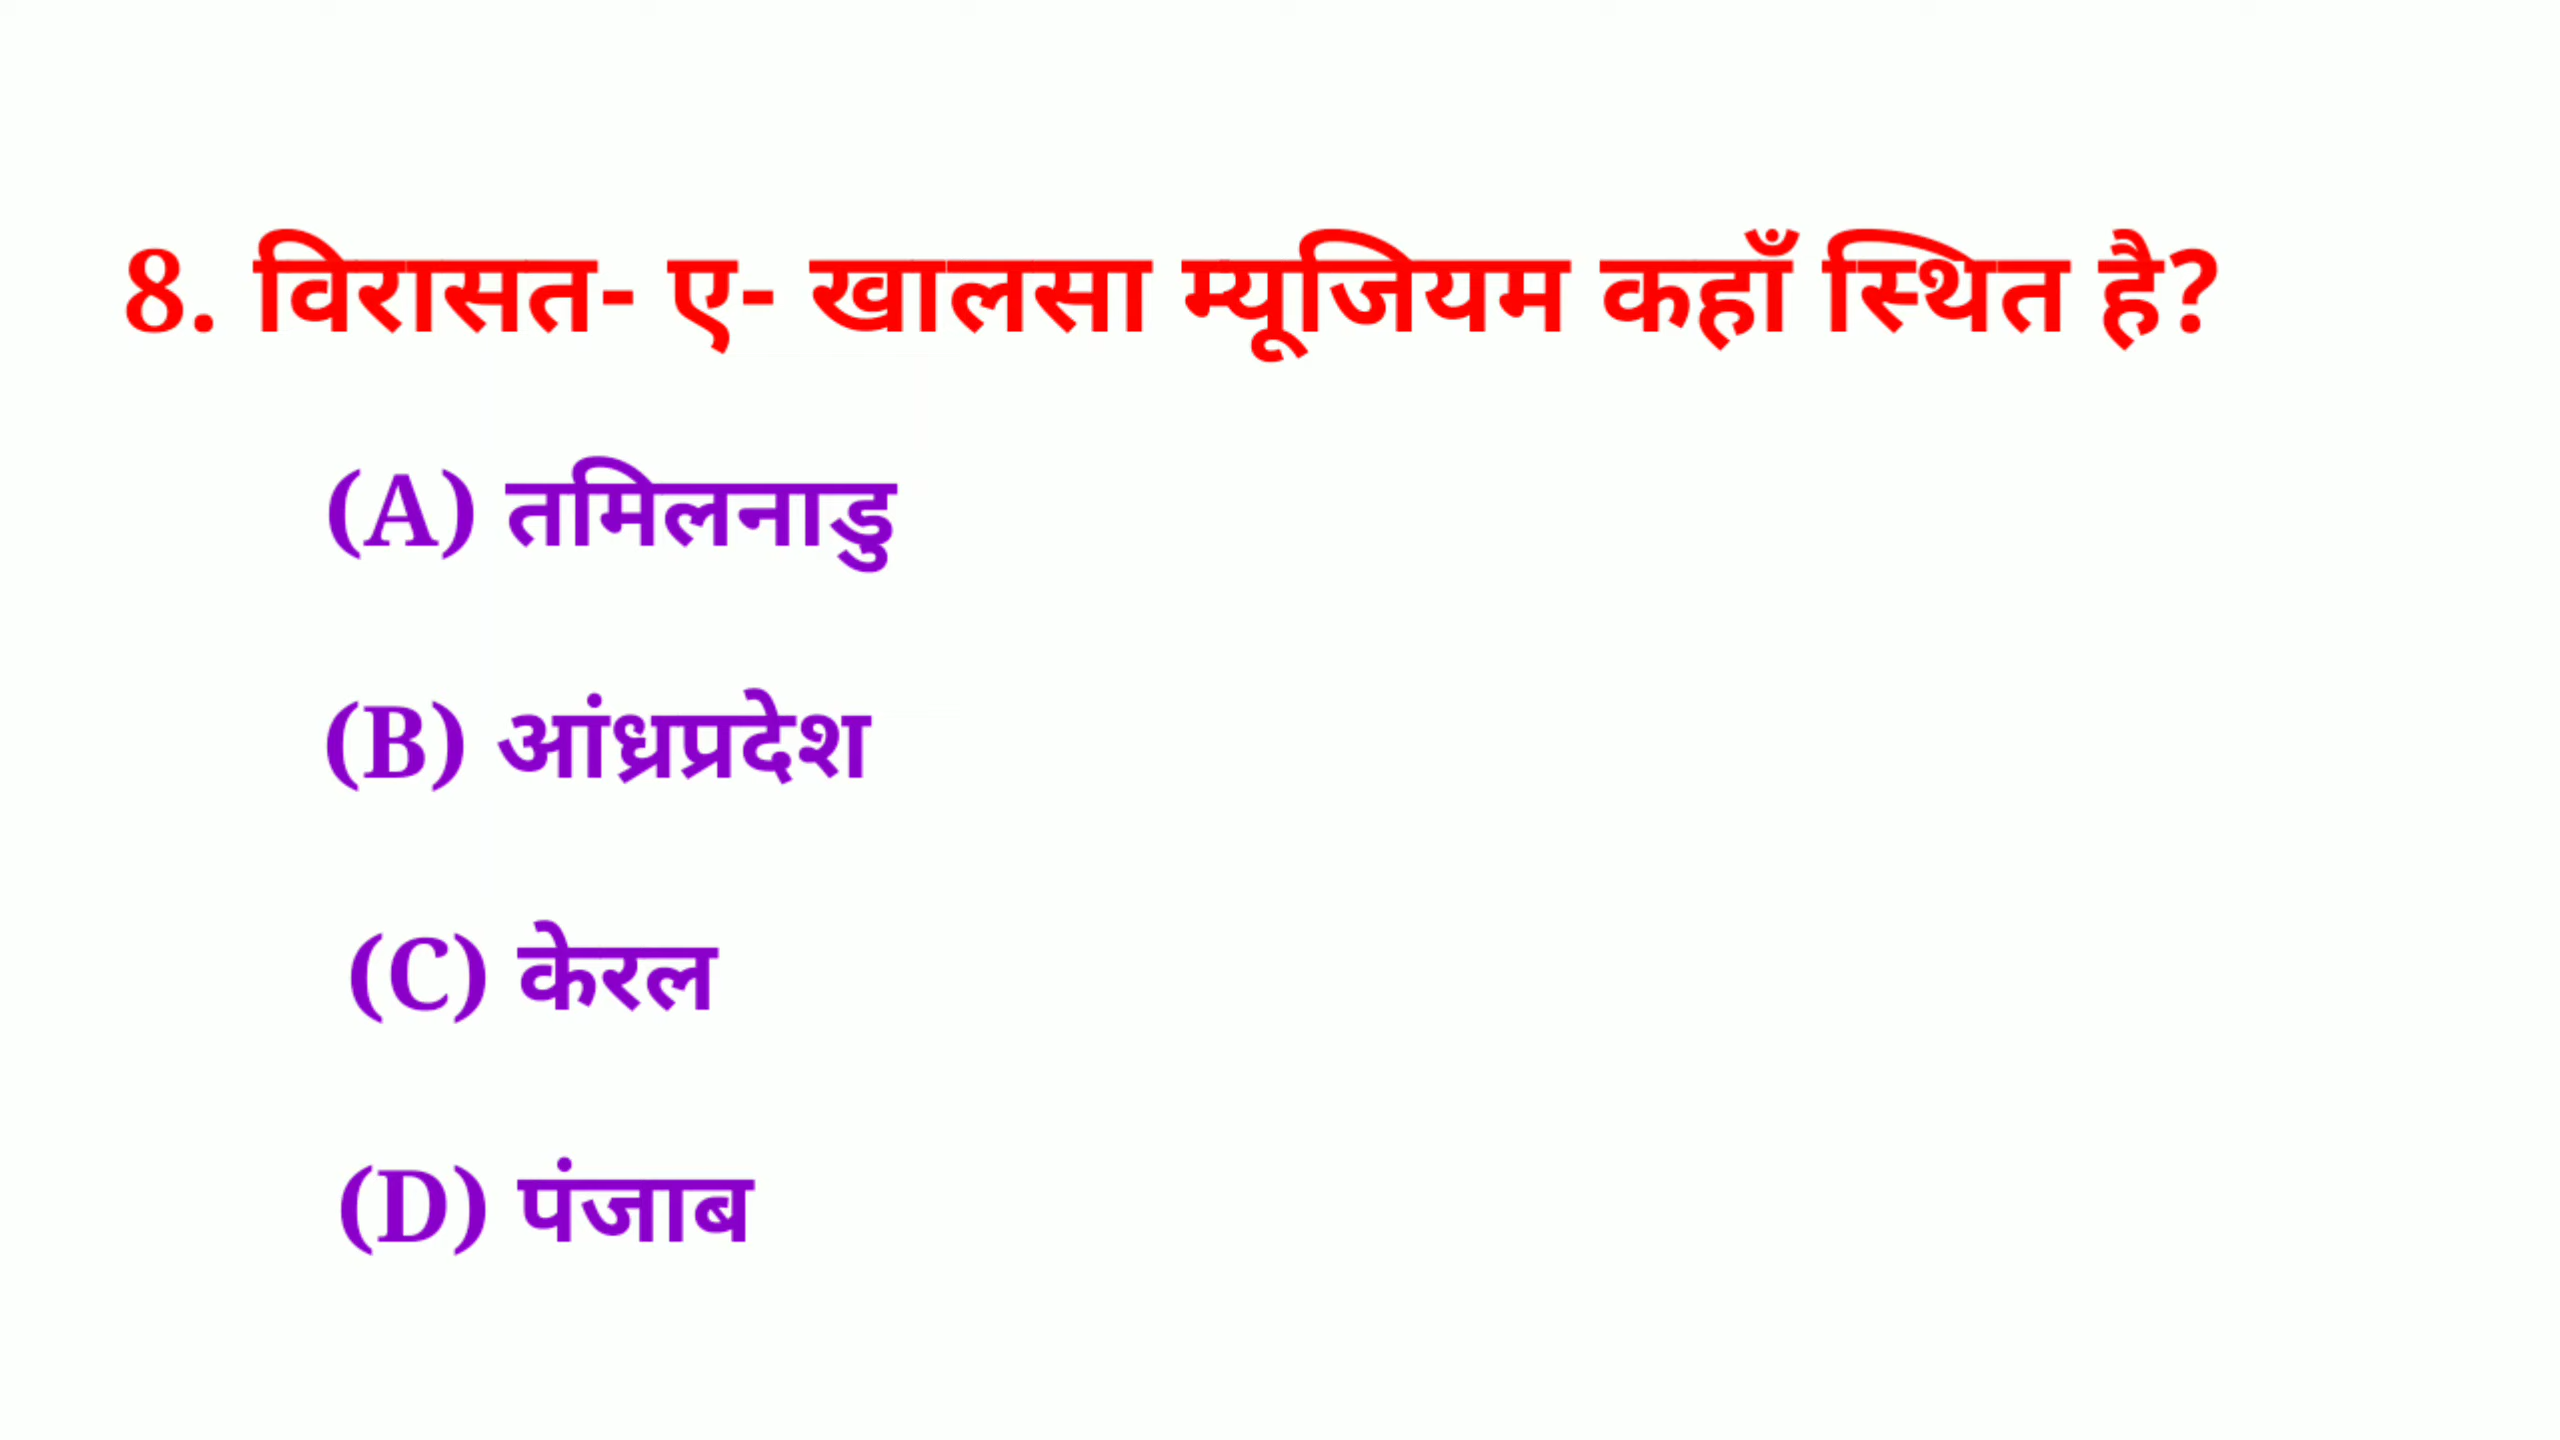 8. विरासत- ए- खालसा म्यूजियम कहाँ स्थित है?
(A) तमिलनाडु
(B) आंध्रप्रदेश
(C) केरल
(D) पंजाब